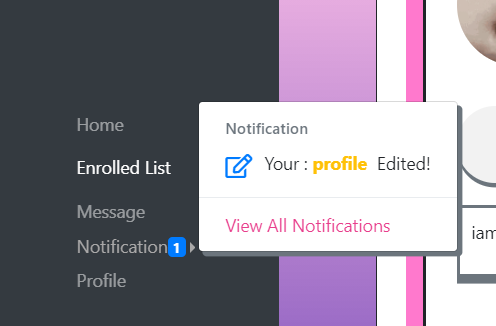 Home
Enrolled List
Message
Notification 1
Profile
Notification
Your : profile Edited!
View All Notifications
iam